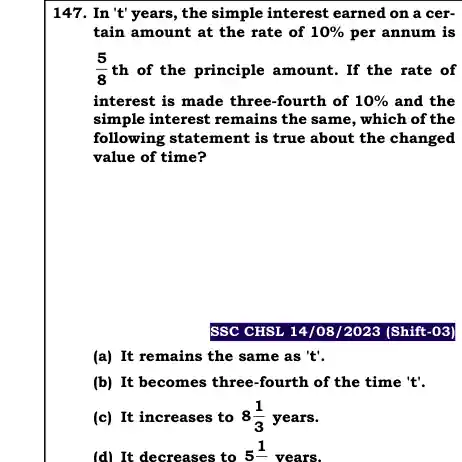 147. In 't' years, the simple interest earned on a cer-
tain amount at the rate of 10% per annum is
5/8 th of the principle amount. If the rate of
interest is made three-fourth of 10% and the
simple interest remains the same, which of the
following statement is true about the changed
value of time?
SSC CHSL 14/08/2023 (Shift-03)
(a) It remains the same as 't'.
(b) It becomes three-fourth of the time 't'.
(c) It increases to 8 1/3 years.
(d) It decreases to 5 1 years.